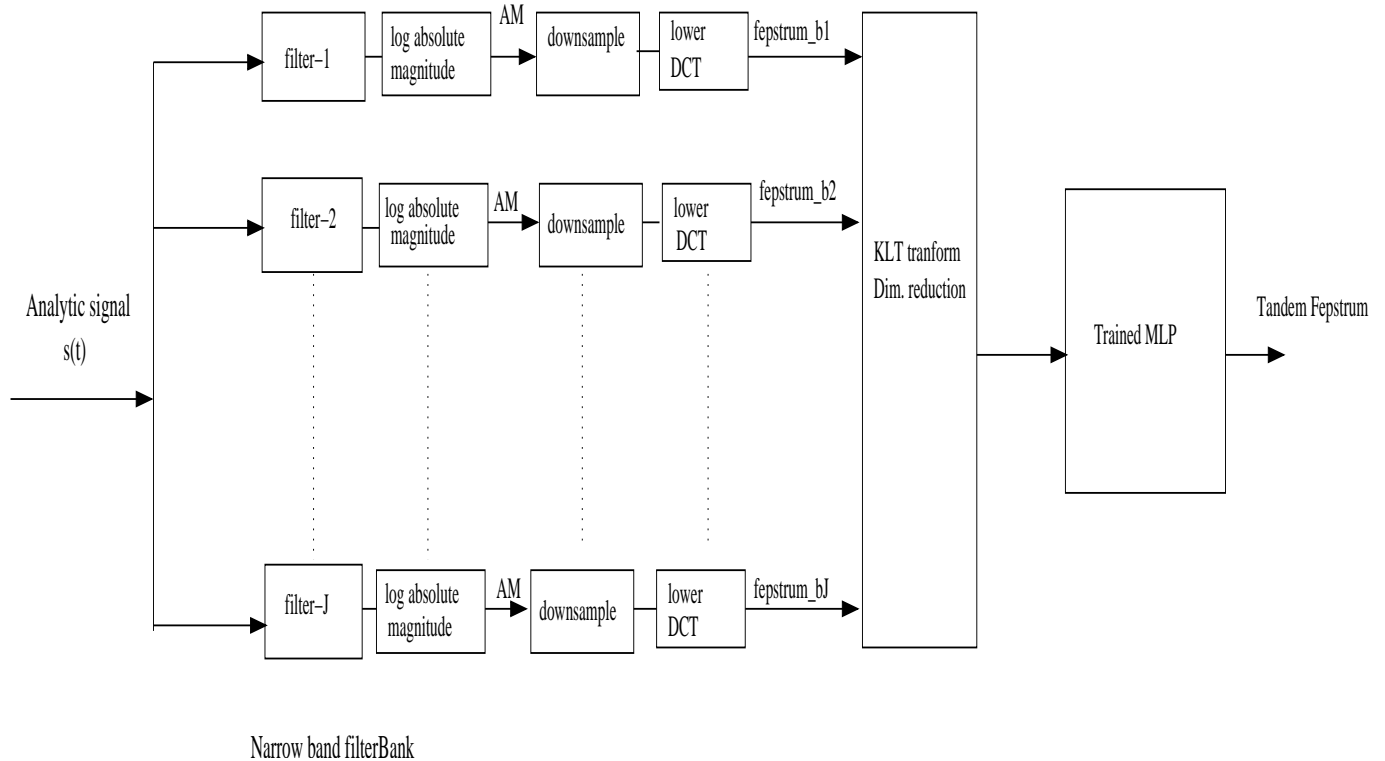 AM
fepstrum_b1
filter–1
log absolute
magnitude
downsample
lower
DCT
AM
fepstrum_b2
filter–2
log absolute
magnitude
downsample
lower
DCT
KLT tranform
Dim. reduction
Analytic signal
s(t)
Trained MLP
Tandem Fepstrum
AM
fepstrum_bJ
filter–J
log absolute
magnitude
downsample
lower
DCT
Narrow band filterBank